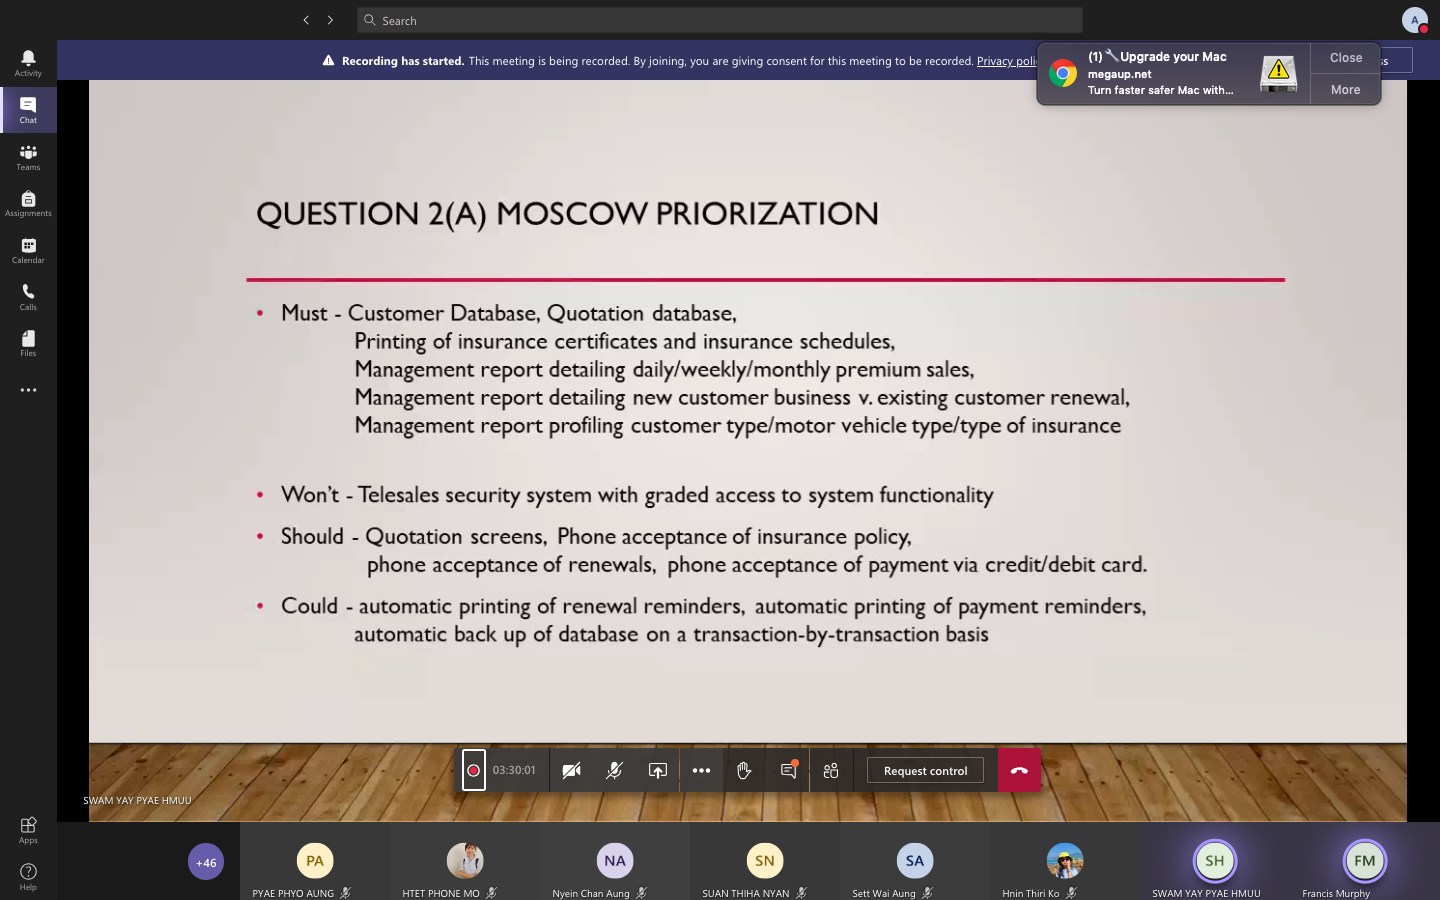 Search
A
Activity
Chat
Teams
Assignments
Calendar
Calls
Files
Apps
Help
Recording has started. This meeting is being recorded. By joining, you are giving consent for this meeting to be recorded. Privacy poli
(1) 🔧Upgrade your Mac
megaup.net
Turn faster safer Mac with...
Close
More
ss
QUESTION 2(A) MOSCOW PRIORIZATION
• Must - Customer Database, Quotation database,
Printing of insurance certificates and insurance schedules,
Management report detailing daily/weekly/monthly premium sales,
Management report detailing new customer business v. existing customer renewal,
Management report profiling customer type/motor vehicle type/type of insurance
• Won't - Telesales security system with graded access to system functionality
• Should - Quotation screens, Phone acceptance of insurance policy,
phone acceptance of renewals, phone acceptance of payment via credit/debit card.
• Could - automatic printing of renewal reminders, automatic printing of payment reminders,
automatic back up of database on a transaction-by-transaction basis
03:30:01
Request control
SWAM YAY PYAE HMUU
+46
PA
NA
SN
SA
SH
FM
PYAE PHYO AUNG
HTET PHONE MO
Nyein Chan Aung
SUAN THIHA NYAN
Sett Wai Aung
Hnin Thiri Ko
SWAM YAY PYAE HMUU
Francis Murphy